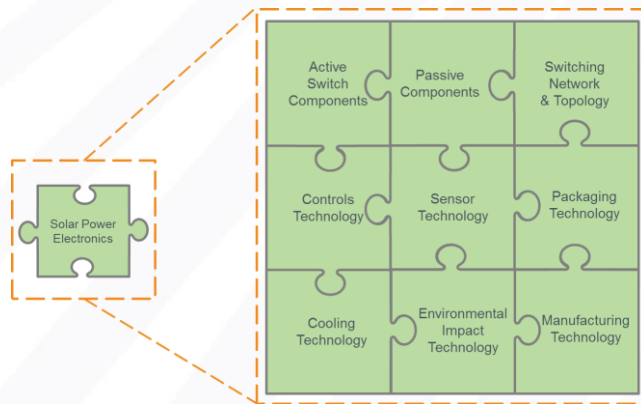 Solar Power
Electronics
Active
Switch
Components
Passive
Components
Switching
Network
& Topology
Controls
Technology
Sensor
Technology
Packaging
Technology
Cooling
Technology
Environmental
Impact
Technology
Manufacturing
Technology